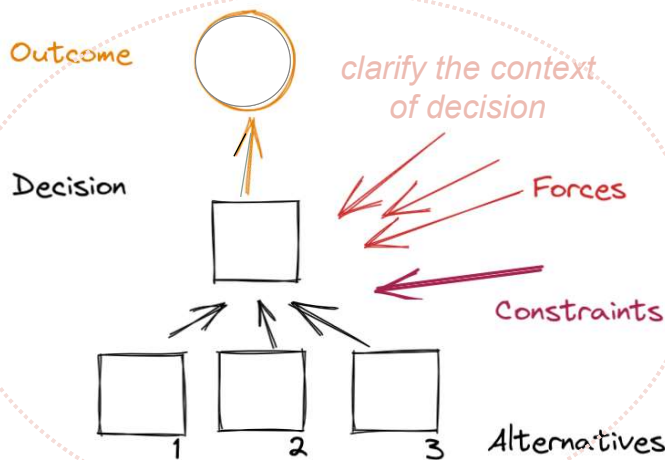 Outcome
clarify the context
of decision
Decision
Forces
Constraints
1
2
3
Alternatives